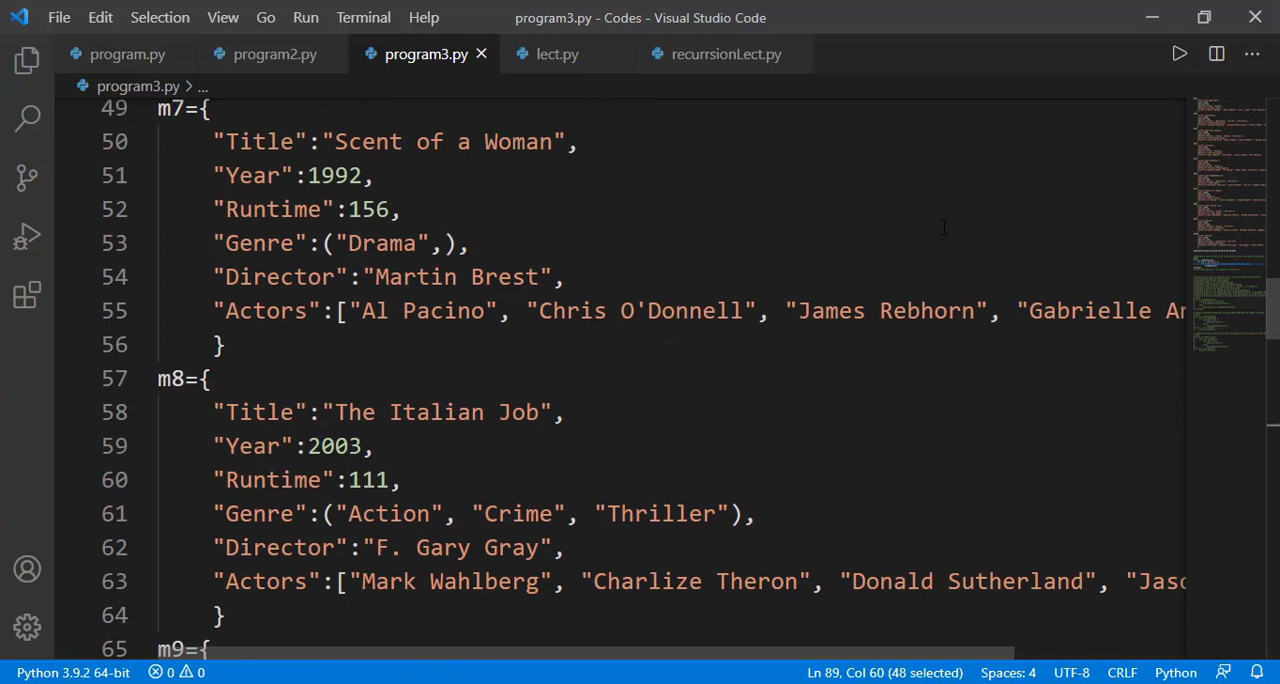 File Edit Selection View Go Run Terminal Help program3.py - Codes - Visual Studio Code
program.py program2.py program3.py lect.py recurrsionLect.py
program3.py > ...
49 m7={
50 "Title":"Scent of a Woman",
51 "Year":1992,
52 "Runtime":156,
53 "Genre":("Drama",),
54 "Director":"Martin Brest",
55 "Actors":["Al Pacino", "Chris O'Donnell", "James Rebhorn", "Gabrielle An
56 }
57 m8={
58 "Title":"The Italian Job",
59 "Year":2003,
60 "Runtime":111,
61 "Genre":("Action", "Crime", "Thriller"),
62 "Director":"F. Gary Gray",
63 "Actors":["Mark Wahlberg", "Charlize Theron", "Donald Sutherland", "Jaso
64 }
65 m9={
Python 3.9.2 64-bit 0 0 Ln 89, Col 60 (48 selected) Spaces: 4 UTF-8 CRLF Python